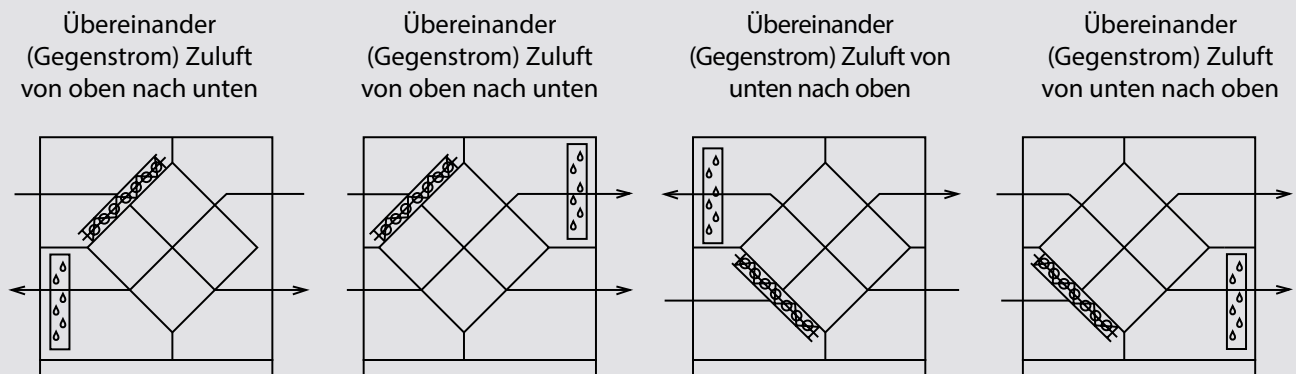 Übereinander
(Gegenstrom) Zuluft
von oben nach unten
Übereinander
(Gegenstrom) Zuluft
von oben nach unten
Übereinander
(Gegenstrom) Zuluft von
unten nach oben
Übereinander
(Gegenstrom) Zuluft
von unten nach oben